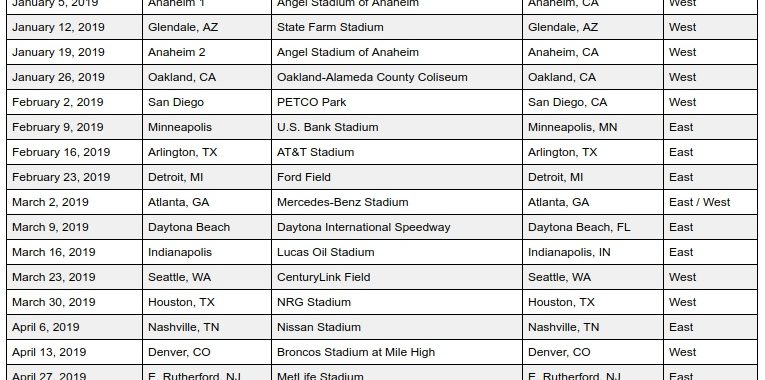 January 5, 2019 Anaheim 1 Angel Stadium of Anaheim Anaheim, CA West
January 12, 2019 Glendale, AZ State Farm Stadium Glendale, AZ West
January 19, 2019 Anaheim 2 Angel Stadium of Anaheim Anaheim, CA West
January 26, 2019 Oakland, CA Oakland-Alameda County Coliseum Oakland, CA West
February 2, 2019 San Diego PETCO Park San Diego, CA West
February 9, 2019 Minneapolis U.S. Bank Stadium Minneapolis, MN East
February 16, 2019 Arlington, TX AT&T Stadium Arlington, TX East
February 23, 2019 Detroit, MI Ford Field Detroit, MI East
March 2, 2019 Atlanta, GA Mercedes-Benz Stadium Atlanta, GA East / West
March 9, 2019 Daytona Beach Daytona International Speedway Daytona Beach, FL East
March 16, 2019 Indianapolis Lucas Oil Stadium Indianapolis, IN East
March 23, 2019 Seattle, WA CenturyLink Field Seattle, WA West
March 30, 2019 Houston, TX NRG Stadium Houston, TX West
April 6, 2019 Nashville, TN Nissan Stadium Nashville, TN East
April 13, 2019 Denver, CO Broncos Stadium at Mile High Denver, CO West
April 27, 2019 E. Rutherford, NJ MetLife Stadium E. Rutherford, NJ East